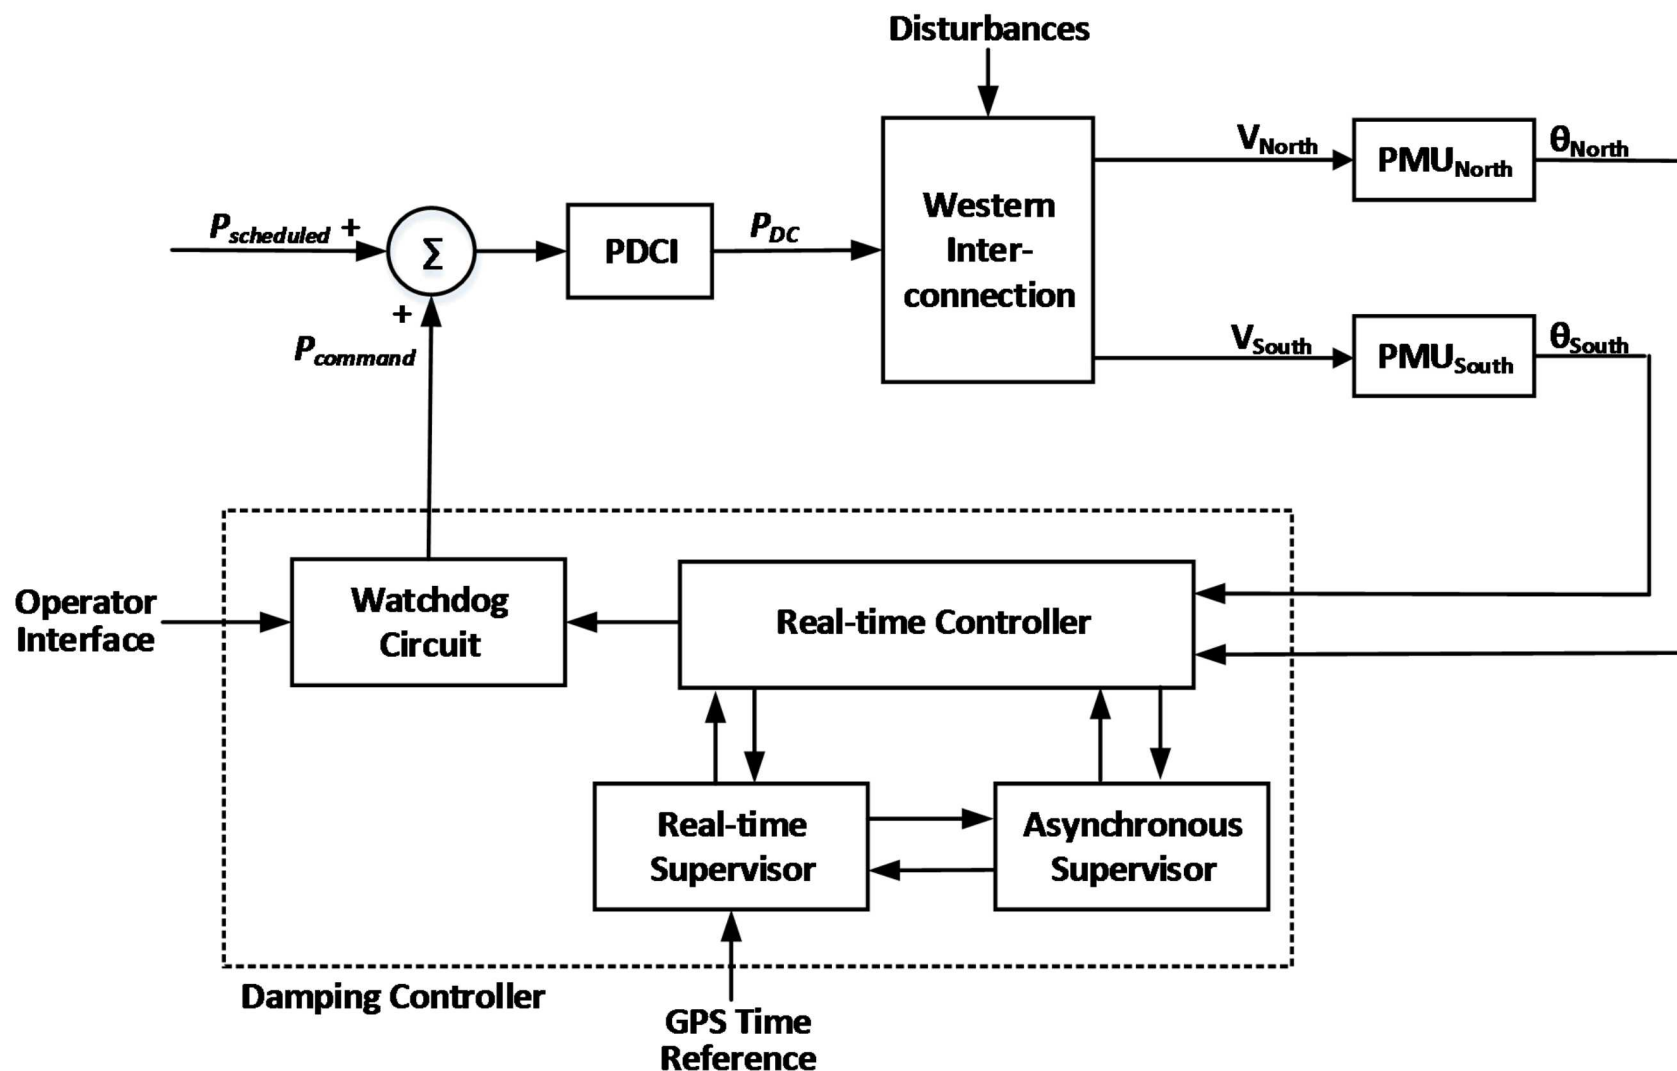 Disturbances
V_North
PMU_North
θ_North
P_scheduled +
Σ
PDCI
P_DC
Western
Inter-
connection
+
P_command
V_South
PMU_South
θ_South
Operator
Interface
Watchdog
Circuit
Real-time Controller
Real-time
Supervisor
Asynchronous
Supervisor
Damping Controller
GPS Time
Reference